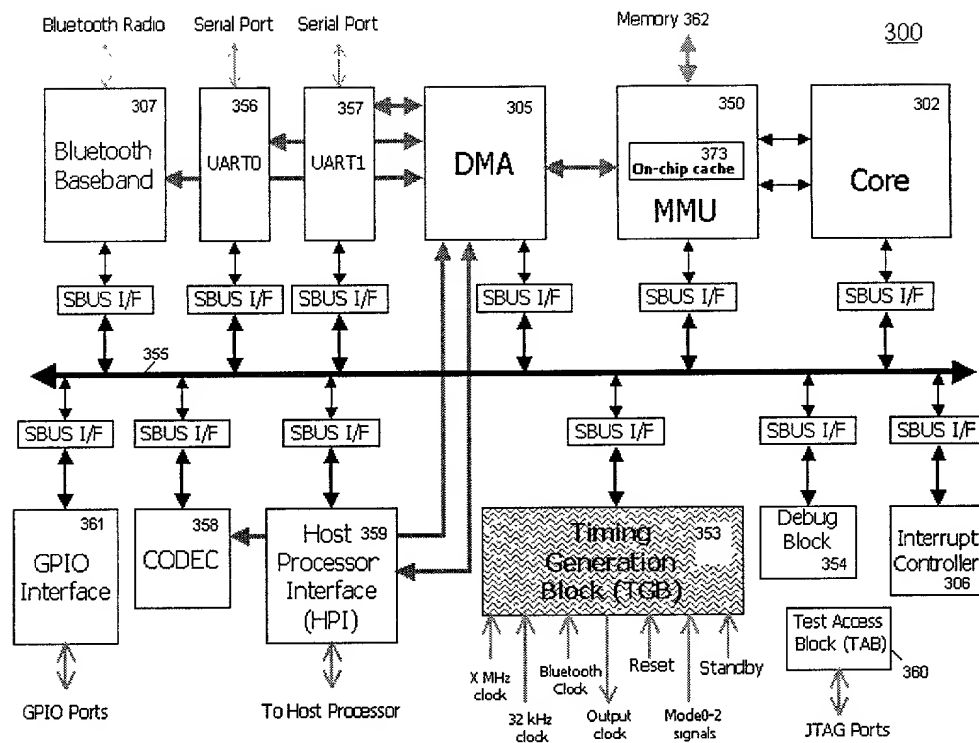 Bluetooth Radio
Serial Port
Serial Port
Memory 362
300
307
Bluetooth
Baseband
356
UART0
357
UART1
305
DMA
350
373
On-chip cache
MMU
302
Core
SBUS I/F
SBUS I/F
SBUS I/F
SBUS I/F
SBUS I/F
SBUS I/F
355
SBUS I/F
SBUS I/F
SBUS I/F
SBUS I/F
SBUS I/F
SBUS I/F
361
GPIO
Interface
358
CODEC
Host 359
Processor
Interface
(HPI)
353
Timing
Generation
Block (TGB)
Debug
Block
354
Interrupt
Controller
306
Test Access
Block (TAB)
360
GPIO Ports
To Host Processor
X MHz
clock
32 kHz
clock
Bluetooth
Clock
Output
clock
Reset
Mode0-2
signals
Standby
JTAG Ports